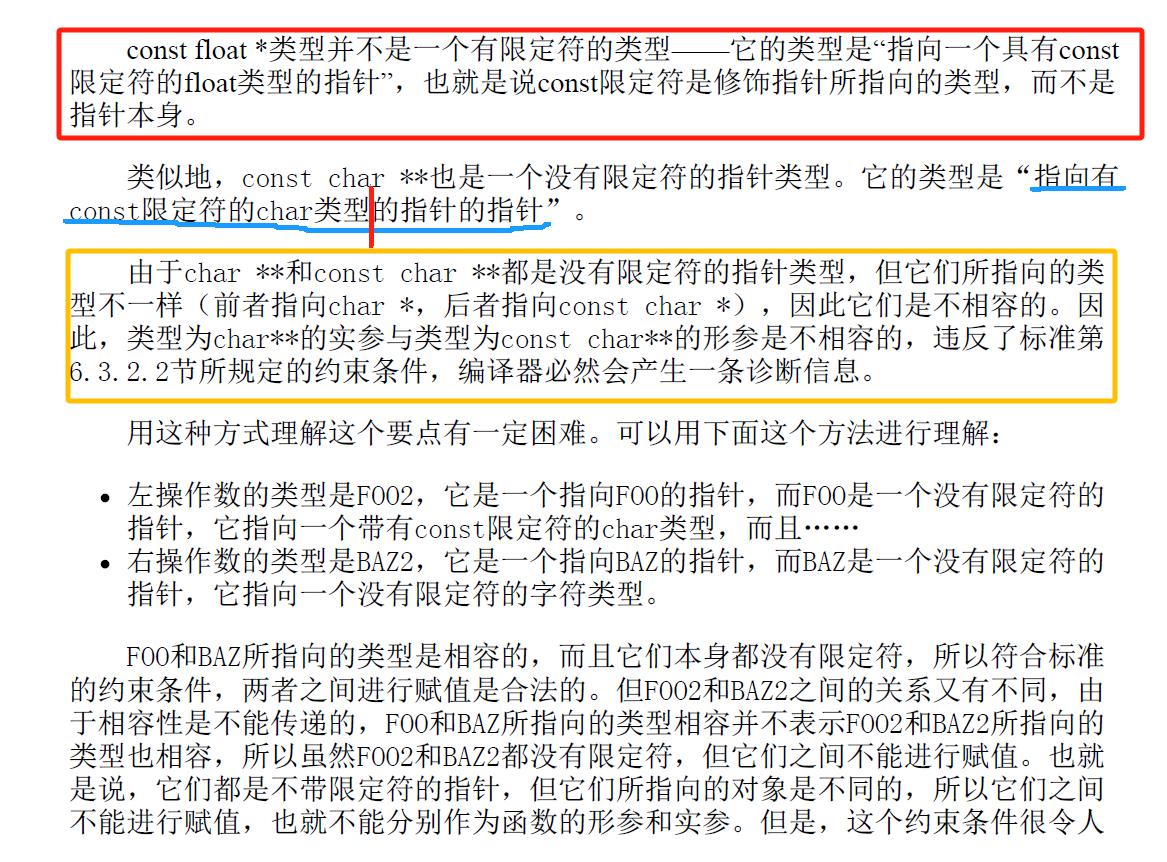 const float *类型并不是一个有限定符的类型——它的类型是“指向一个具有const
限定符的float类型的指针”，也就是说const限定符是修饰指针所指向的类型，而不是
指针本身。
类似地，const char **也是一个没有限定符的指针类型。它的类型是“指向有
const限定符的char类型的指针的指针”。
由于char **和const char **都是没有限定符的指针类型，但它们所指向的类
型不一样（前者指向char *，后者指向const char *），因此它们是不相容的。因
此，类型为char**的实参与类型为const char**的形参是不相容的，违反了标准第
6.3.2.2节所规定的约束条件，编译器必然会产生一条诊断信息。
用这种方式理解这个要点有一定困难。可以用下面这个方法进行理解：
• 左操作数的类型是FOO2，它是一个指向FOO的指针，而FOO是一个没有限定符的
指针，它指向一个带有const限定符的char类型，而且……
• 右操作数的类型是BAZ2，它是一个指向BAZ的指针，而BAZ是一个没有限定符的
指针，它指向一个没有限定符的字符类型。
FOO和BAZ所指向的类型是相容的，而且它们本身都没有限定符，所以符合标准
的约束条件，两者之间进行赋值是合法的。但FOO2和BAZ2之间的关系又有不同，由
于相容性是不能传递的，FOO和BAZ所指向的类型相容并不表示FOO2和BAZ2所指向的
类型也相容，所以虽然FOO2和BAZ2都没有限定符，但它们之间不能进行赋值。也就
是说，它们都是不带限定符的指针，但它们所指向的对象是不同的，所以它们之间
不能进行赋值，也就不能分别作为函数的形参和实参。但是，这个约束条件很令人